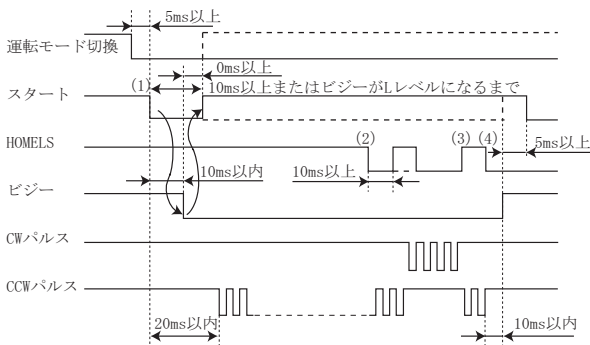 5ms以上
運転モード切換
0ms以上
(1)
10ms以上またはビジーがLレベルになるまで
スタート
(2)
(3)
(4)
HOMELS
5ms以上
10ms以内
10ms以上
ビジー
CWパルス
CCWパルス
20ms以内
10ms以内